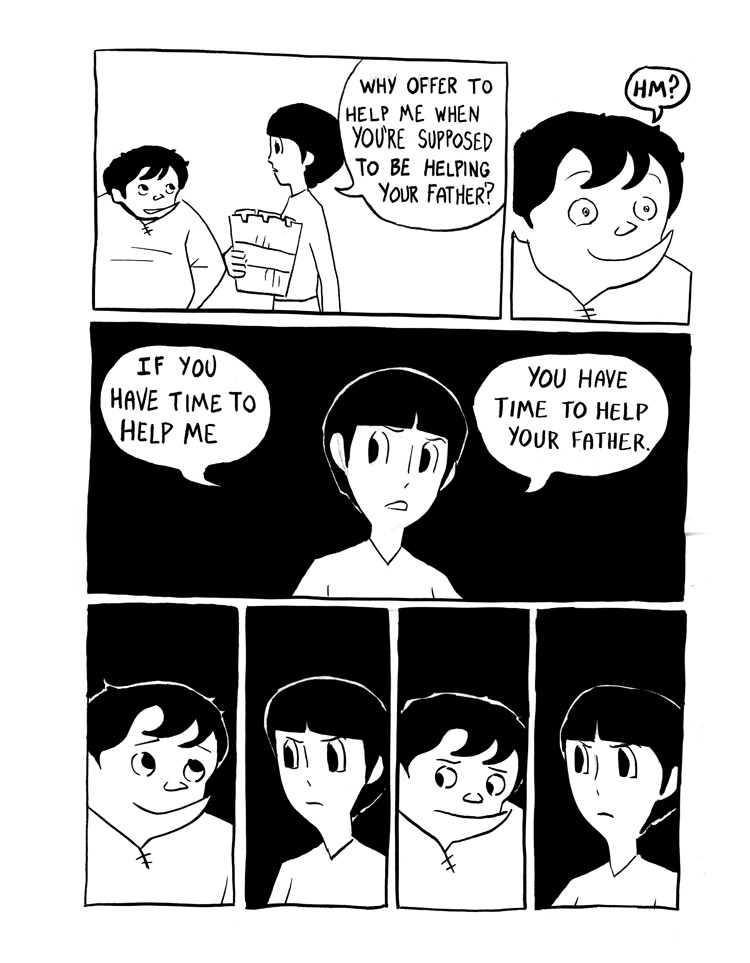 WHY OFFER TO
HELP ME WHEN
YOU'RE SUPPOSED
TO BE HELPING
YOUR FATHER?
HM?
IF YOU
HAVE TIME TO
HELP ME
YOU HAVE
TIME TO HELP
YOUR FATHER.